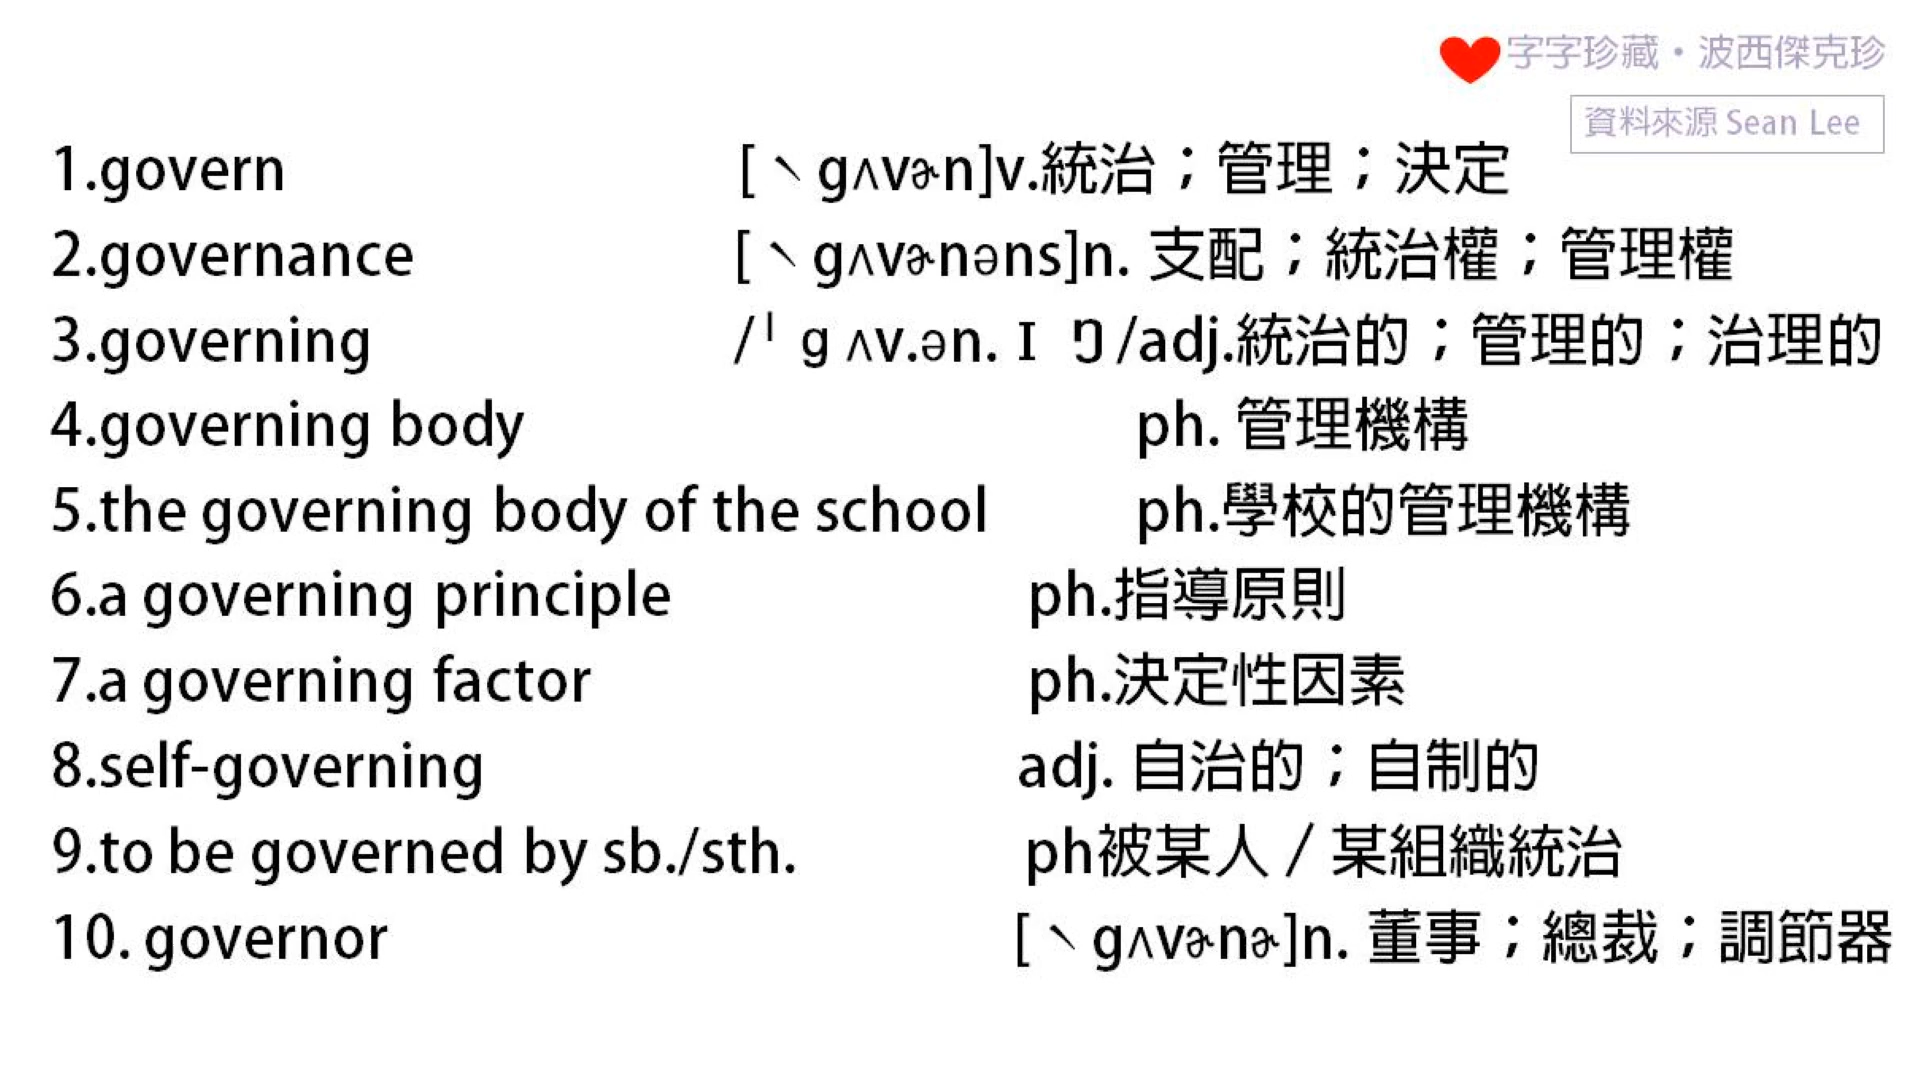 字字珍藏・波西傑克珍
資料來源 Sean Lee
1.govern [ˋgʌvɚn]v.統治；管理；決定
2.governance [ˋgʌvɚnəns]n. 支配；統治權；管理權
3.governing /ˈ g ʌv.ən. ɪ ŋ /adj.統治的；管理的；治理的
4.governing body ph. 管理機構
5.the governing body of the school ph.學校的管理機構
6.a governing principle ph.指導原則
7.a governing factor ph.決定性因素
8.self-governing adj. 自治的；自制的
9.to be governed by sb./sth. ph被某人／某組織統治
10. governor [ˋgʌvɚnɚ]n. 董事；總裁；調節器